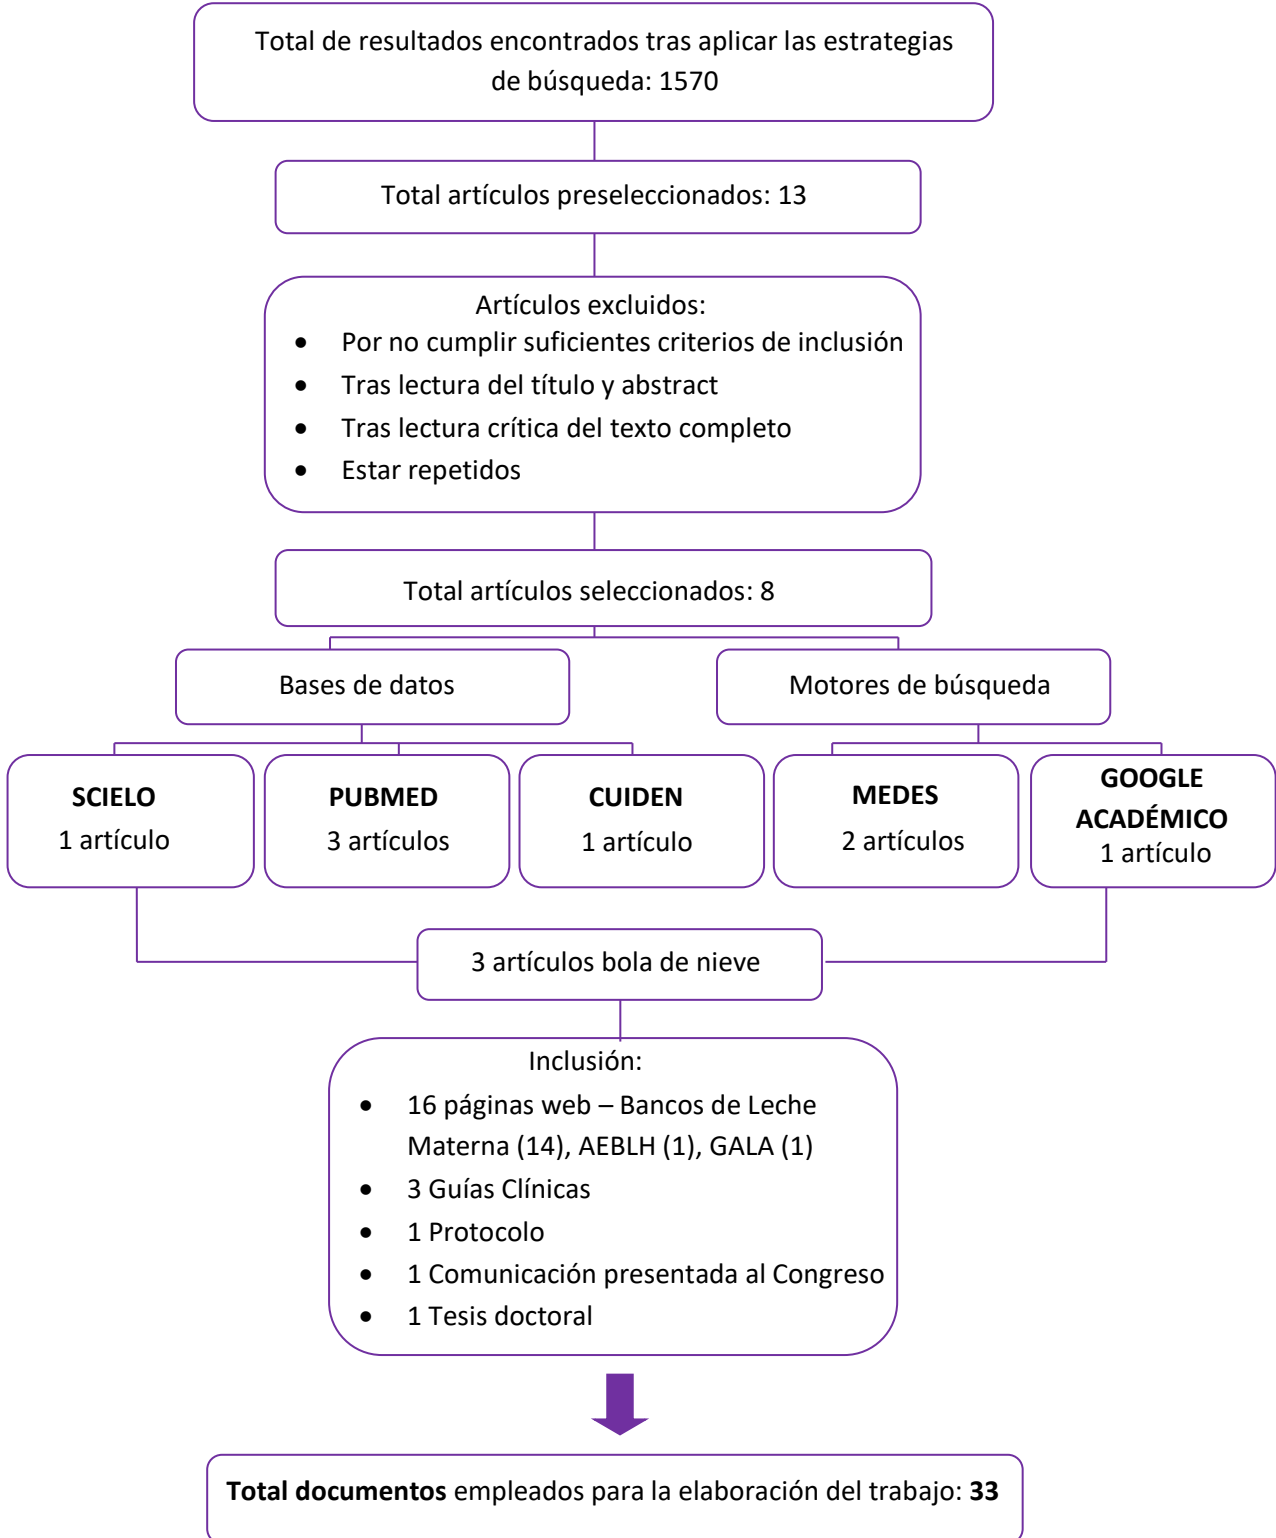 Total de resultados encontrados tras aplicar las estrategias
de búsqueda: 1570
Total artículos preseleccionados: 13
Artículos excluidos:
• Por no cumplir suficientes criterios de inclusión
• Tras lectura del título y abstract
• Tras lectura crítica del texto completo
• Estar repetidos
Total artículos seleccionados: 8
Bases de datos
Motores de búsqueda
SCIELO
1 artículo
PUBMED
3 artículos
CUIDEN
1 artículo
MEDES
2 artículos
GOOGLE
ACADÉMICO
1 artículo
3 artículos bola de nieve
Inclusión:
• 16 páginas web – Bancos de Leche
Materna (14), AEBLH (1), GALA (1)
• 3 Guías Clínicas
• 1 Protocolo
• 1 Comunicación presentada al Congreso
• 1 Tesis doctoral
Total documentos empleados para la elaboración del trabajo: 33